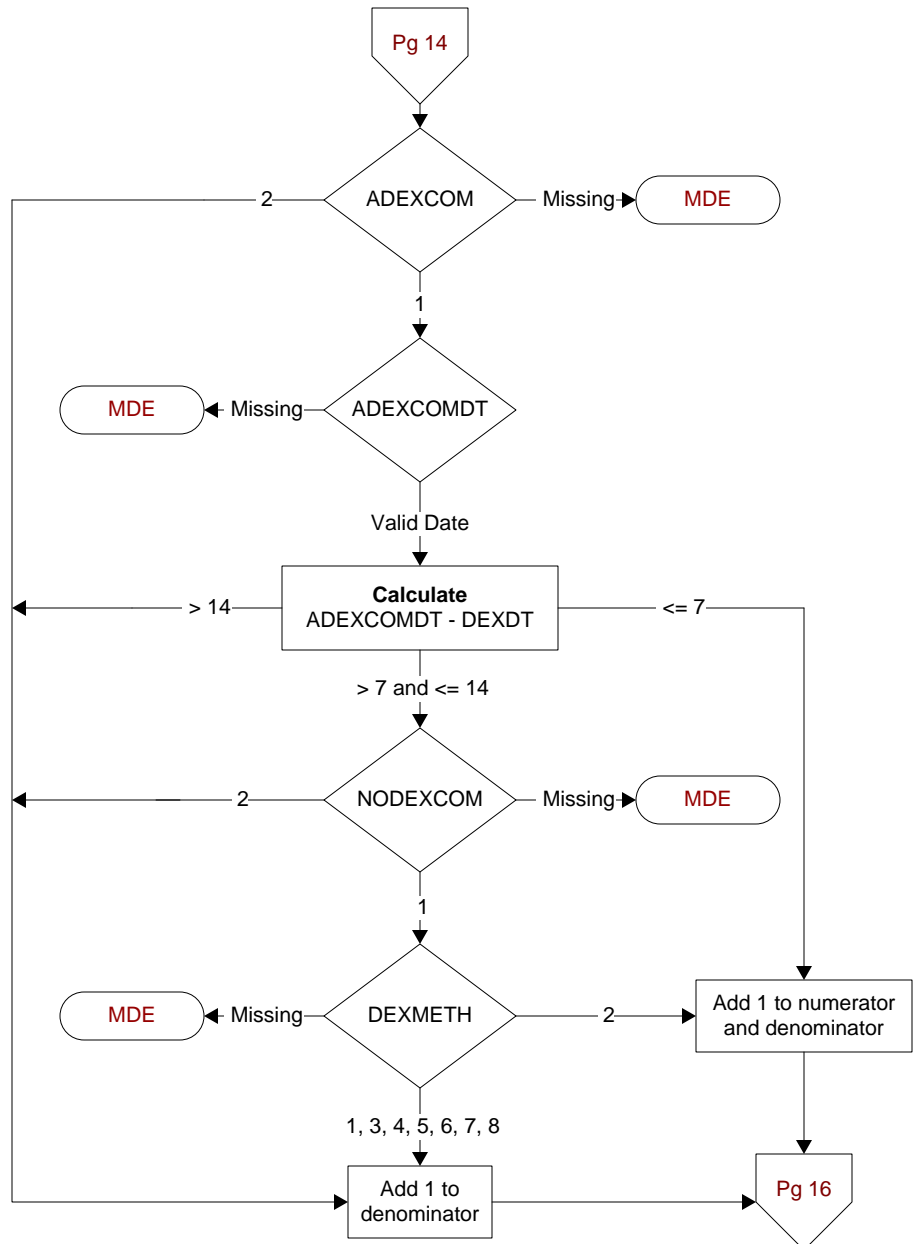 Pg 14
2
ADEXCOM
Missing
MDE
1
MDE
Missing
ADEXCOMDT
Valid Date
> 14
Calculate
ADEXCOMDT - DEXDT
<= 7
> 7 and <= 14
2
NODEXCOM
Missing
MDE
1
MDE
Missing
DEXMETH
2
Add 1 to numerator
and denominator
1, 3, 4, 5, 6, 7, 8
Add 1 to
denominator
Pg 16